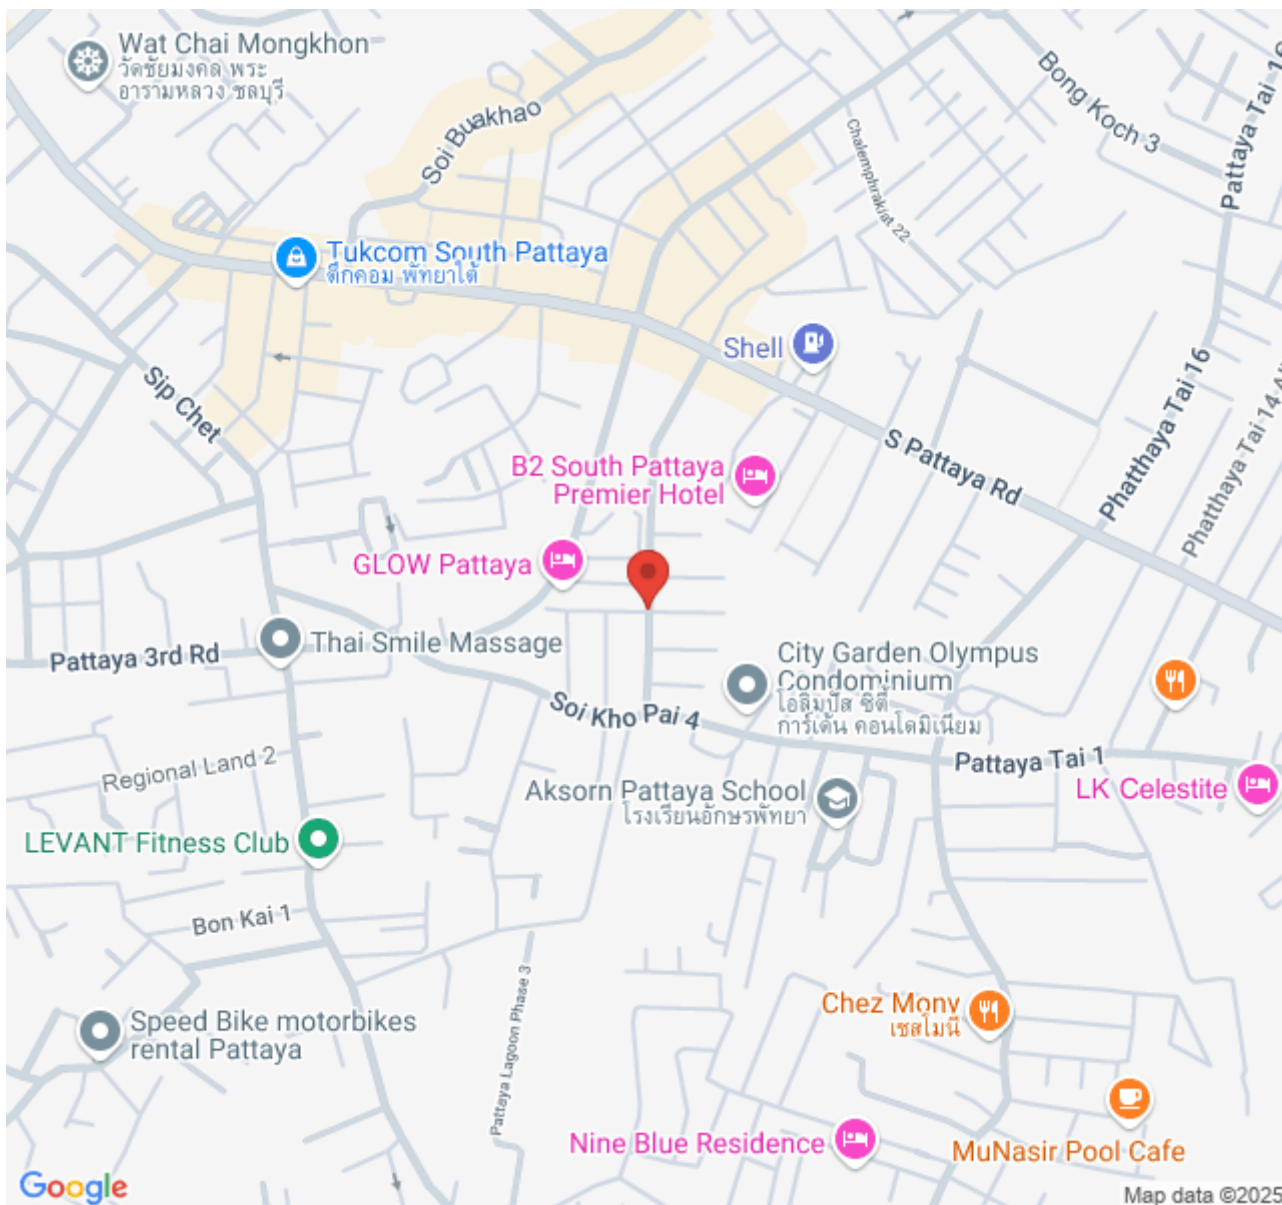 Wat Chai Mongkhon
วัดชัยมงคล พระ
อารามหลวง ชลบุรี
Soi Buakhao
Bong Koch 3
Pattaya Tai 16
Chalermphrakiat 22
Tukcom South Pattaya
ตึกคอม พัทยาใต้
Shell
Sip Chet
S Pattaya Rd
Phatthaya Tai 16
Phatthaya Tai 14
B2 South Pattaya
Premier Hotel
GLOW Pattaya
Pattaya 3rd Rd
Thai Smile Massage
City Garden Olympus
Condominium
โอลิมปัส ซิตี้
การ์เด้น คอนโดมิเนียม
Soi Kho Pai 4
Pattaya Tai 1
Regional Land 2
Aksorn Pattaya School
โรงเรียนอักษรพัทยา
LK Celestite
LEVANT Fitness Club
Bon Kai 1
Pattaya Lagoon Phase 3
Chez Mony
เชสโมนี
Speed Bike motorbikes
rental Pattaya
Nine Blue Residence
MuNasir Pool Cafe
Google
Map data ©2025